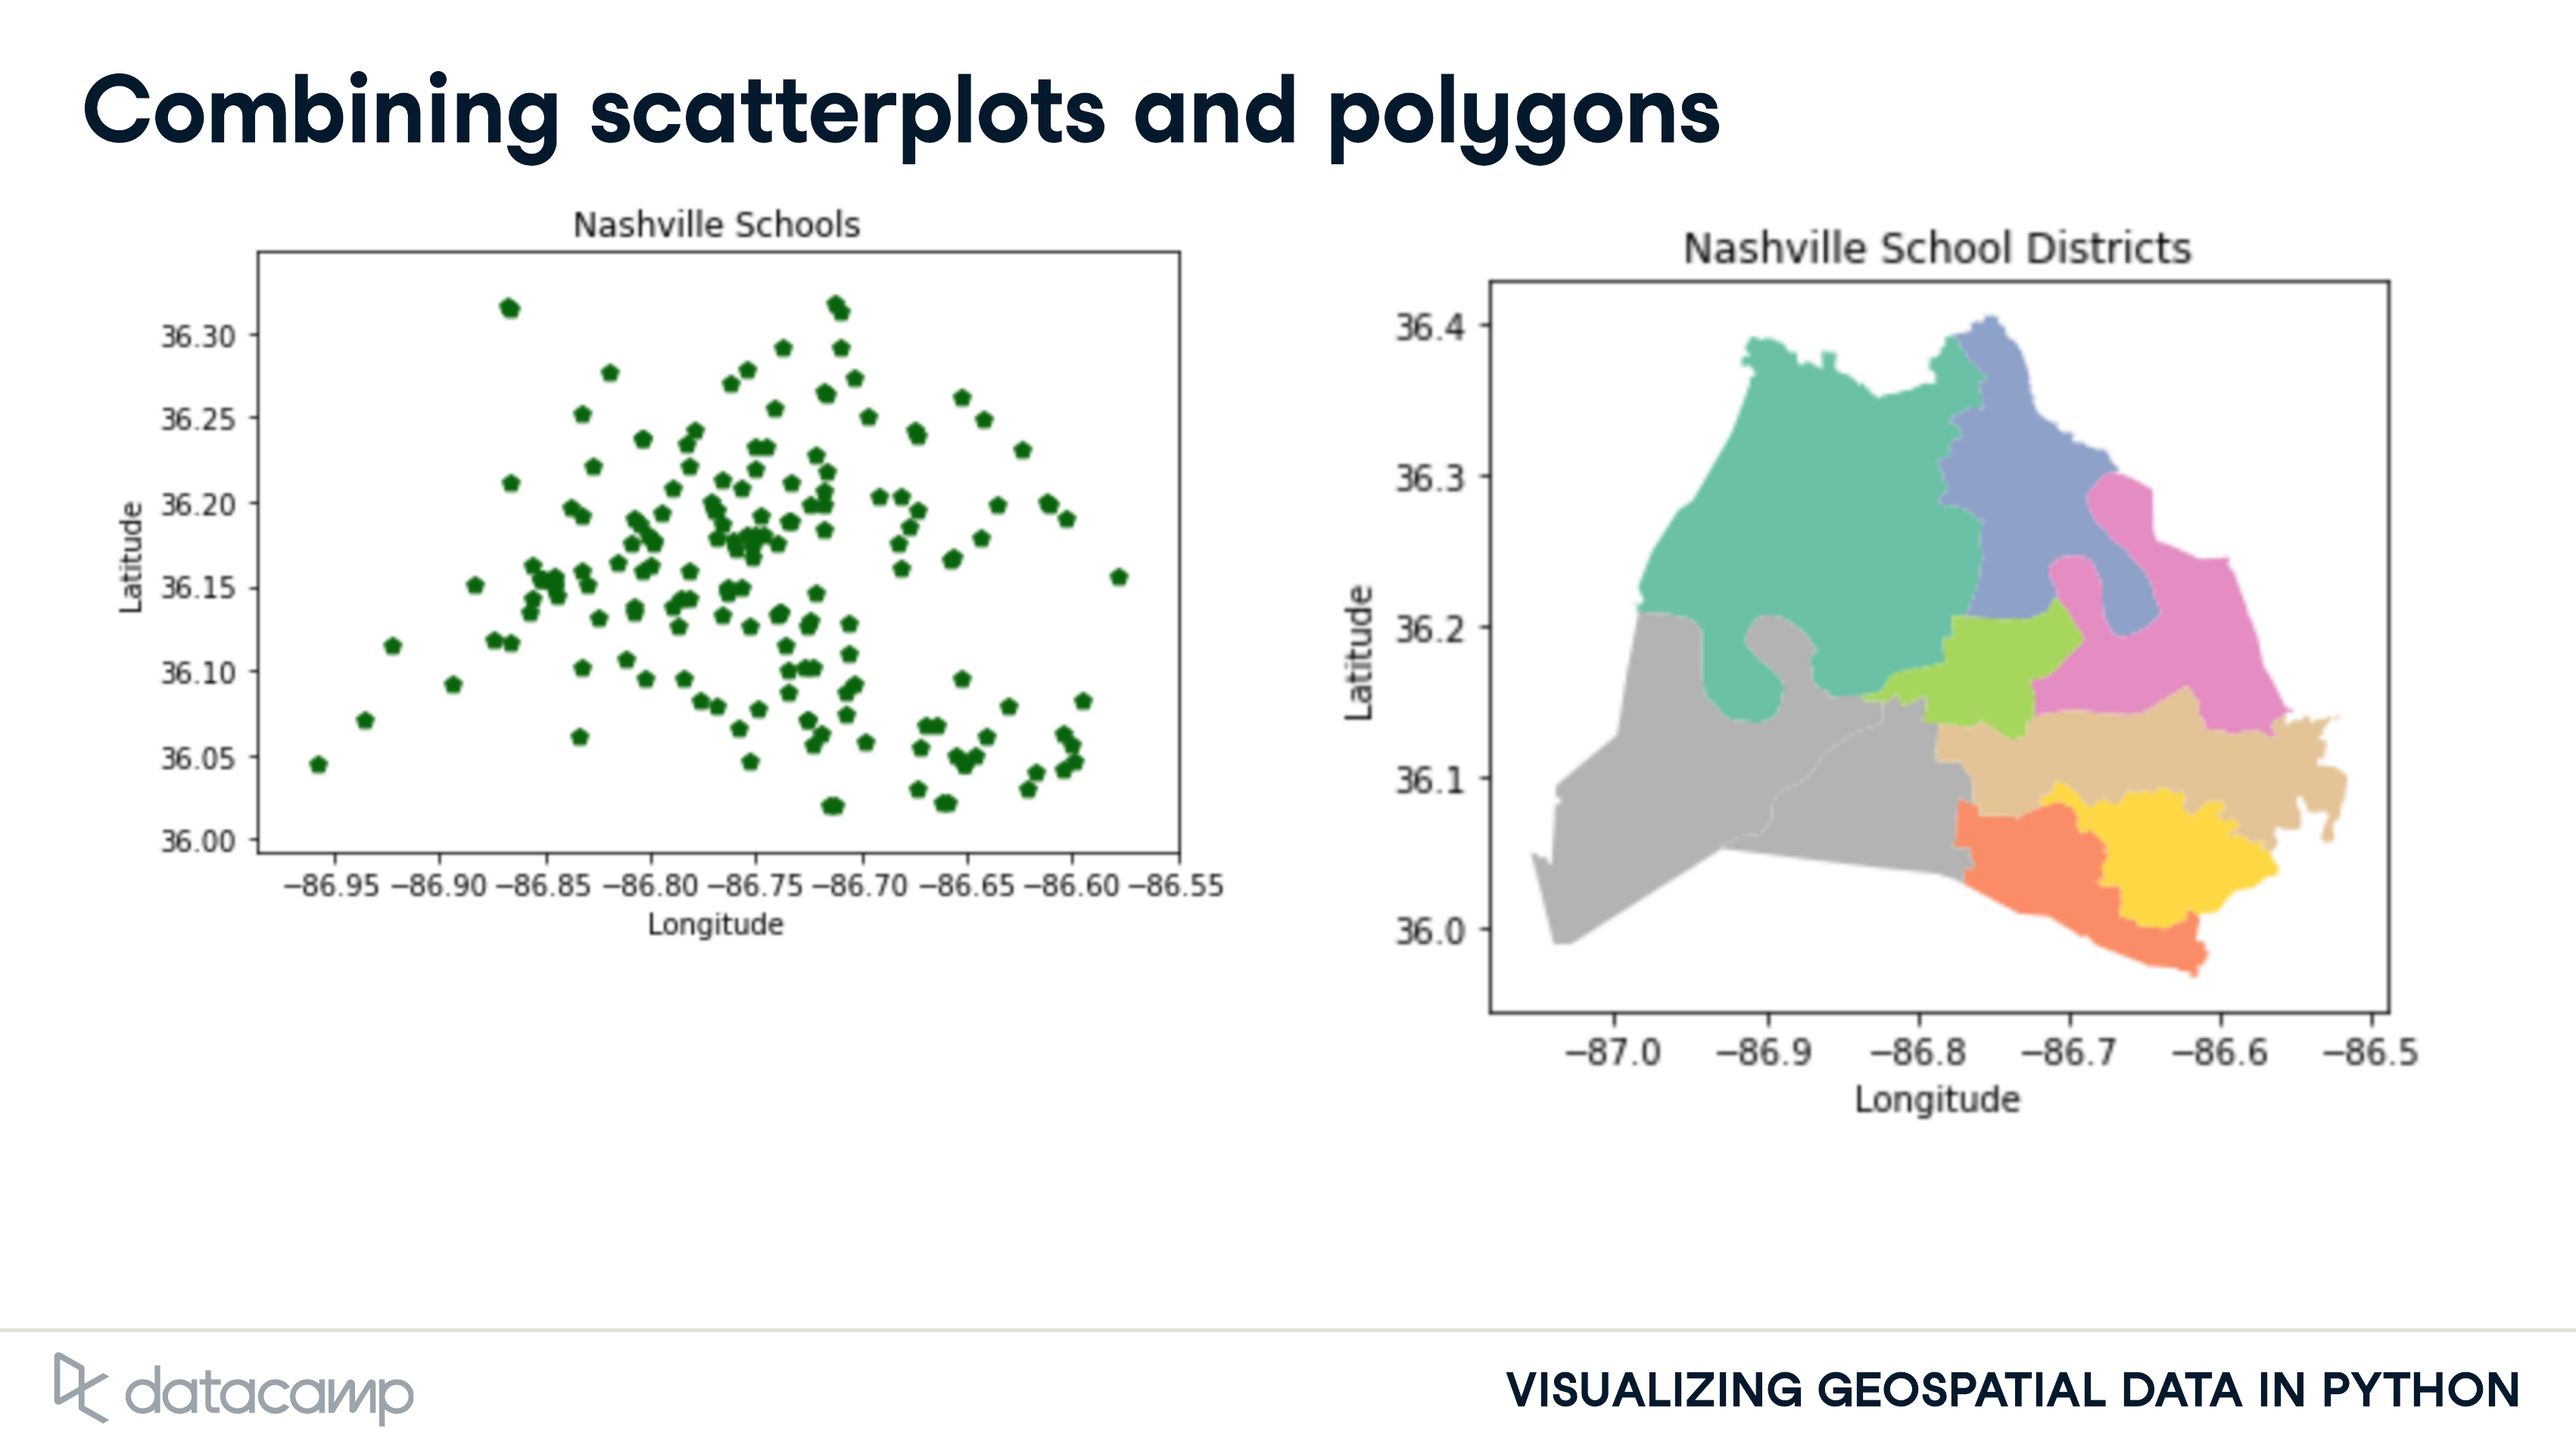 Combining scatterplots and polygons
Nashville Schools
Latitude
36.30
36.25
36.20
36.15
36.10
36.05
36.00
−86.95 −86.90 −86.85 −86.80 −86.75 −86.70 −86.65 −86.60 −86.55
Longitude
Nashville School Districts
Latitude
36.4
36.3
36.2
36.1
36.0
−87.0 −86.9 −86.8 −86.7 −86.6 −86.5
Longitude
datacamp
VISUALIZING GEOSPATIAL DATA IN PYTHON